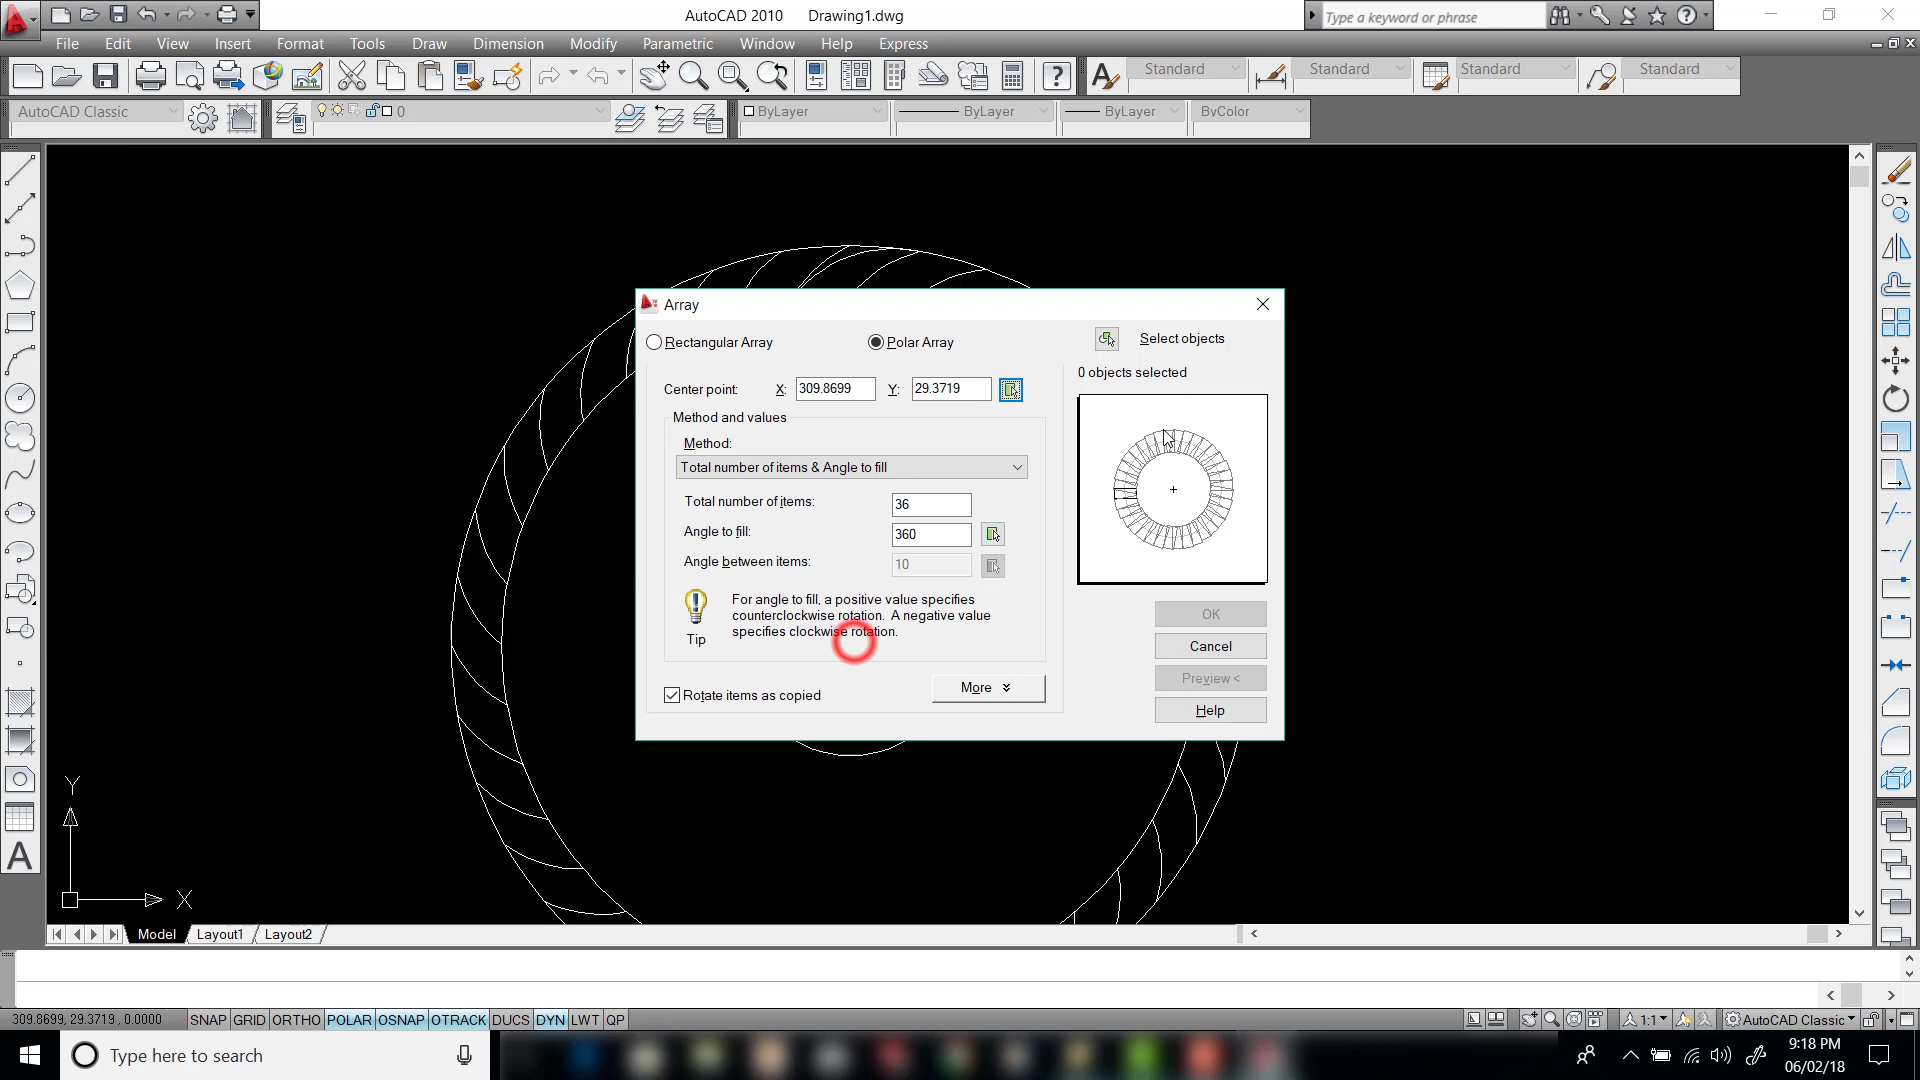 AutoCAD 2010 Drawing1.dwg
Type a keyword or phrase
File Edit View Insert Format Tools Draw Dimension Modify Parametric Window Help Express
Standard Standard Standard Standard
AutoCAD Classic 0 ByLayer ByLayer ByLayer ByColor
Array
Rectangular Array Polar Array Select objects
0 objects selected
Center point: X: 309.8699 Y: 29.3719
Method and values
Method:
Total number of items & Angle to fill
Total number of items: 36
Angle to fill: 360
Angle between items: 10
For angle to fill, a positive value specifies
counterclockwise rotation. A negative value
specifies clockwise rotation.
Tip
OK
Cancel
Preview <
Help
Rotate items as copied More
Y
X
A
Model Layout1 Layout2
309.8699, 29.3719 , 0.0000 SNAP GRID ORTHO POLAR OSNAP OTRACK DUCS DYN LWT QP 1:1 AutoCAD Classic
Type here to search
9:18 PM
06/02/18